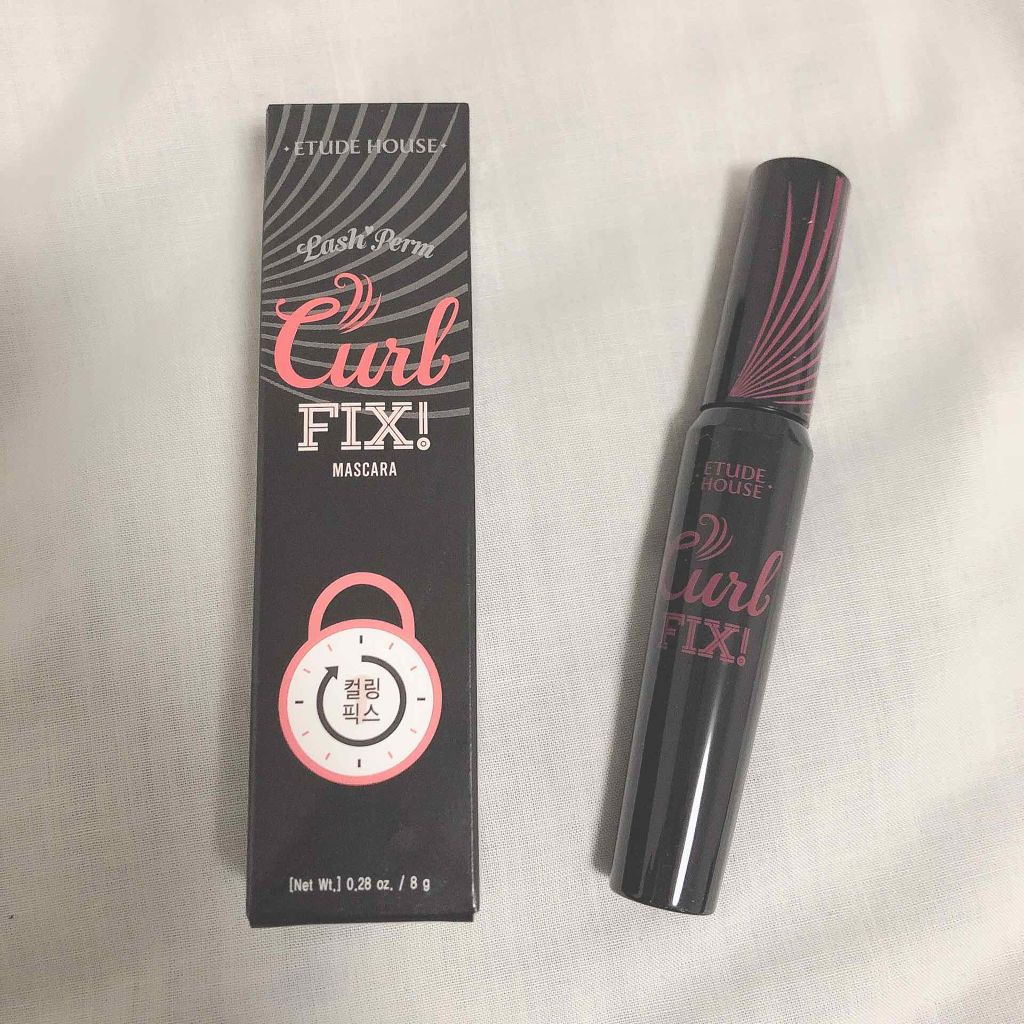 ETUDE HOUSE
Lash Perm
Curl
FIX!
MASCARA
컬링
픽스
[Net Wt.] 0.28 oz. / 8 g
ETUDE
HOUSE
Curl
FIX!